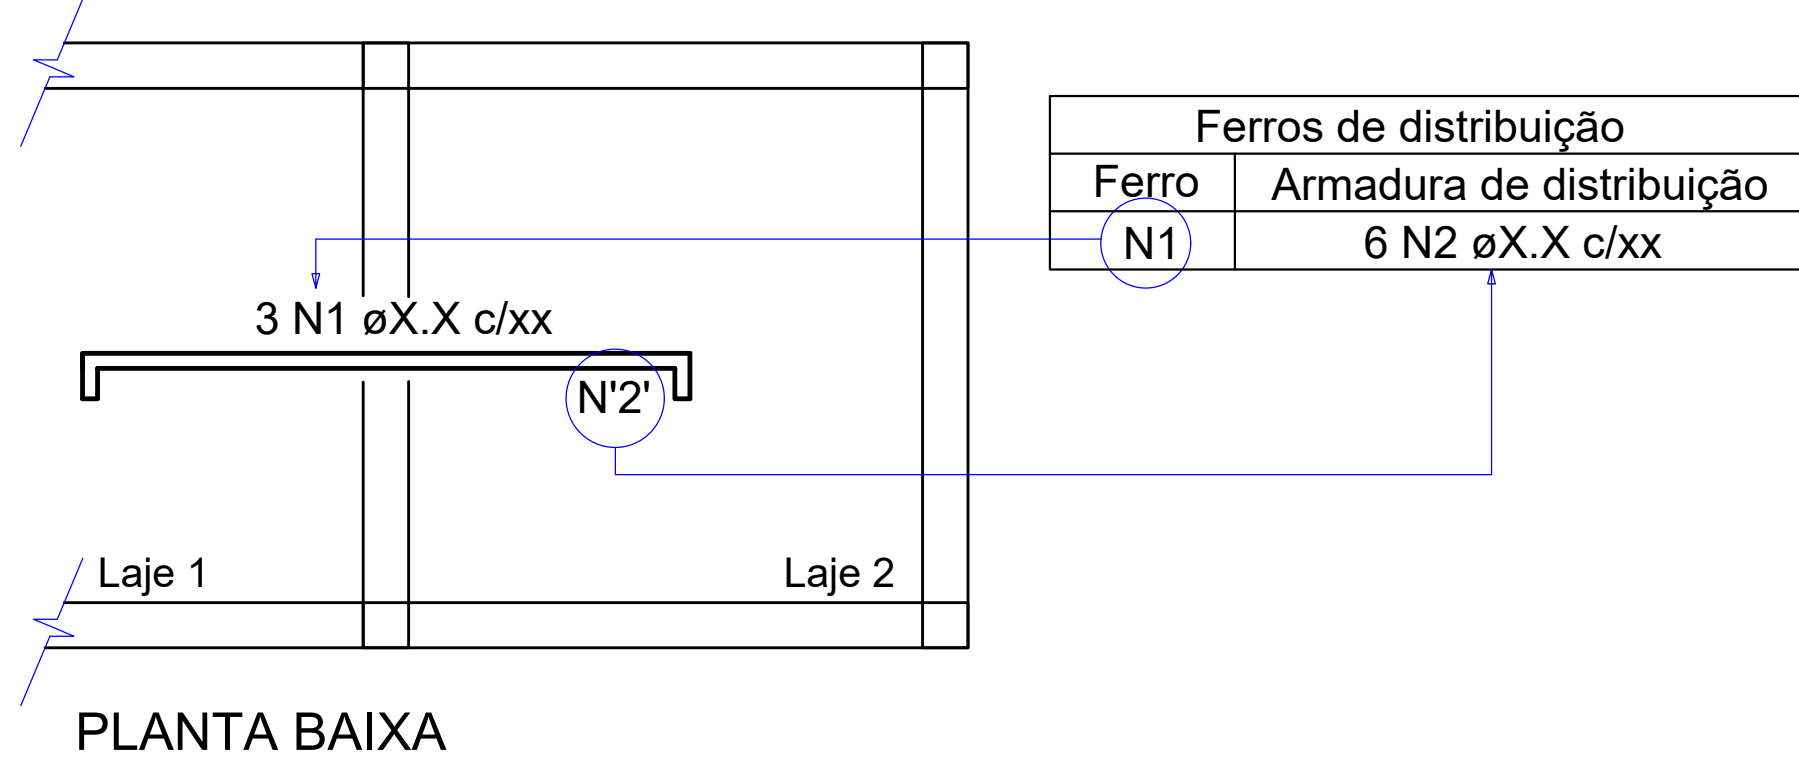 Ferros de distribuição
Ferro Armadura de distribuição
N1 6 N2 øX.X c/xx
3 N1 øX.X c/xx
N'2'
Laje 1
Laje 2
PLANTA BAIXA